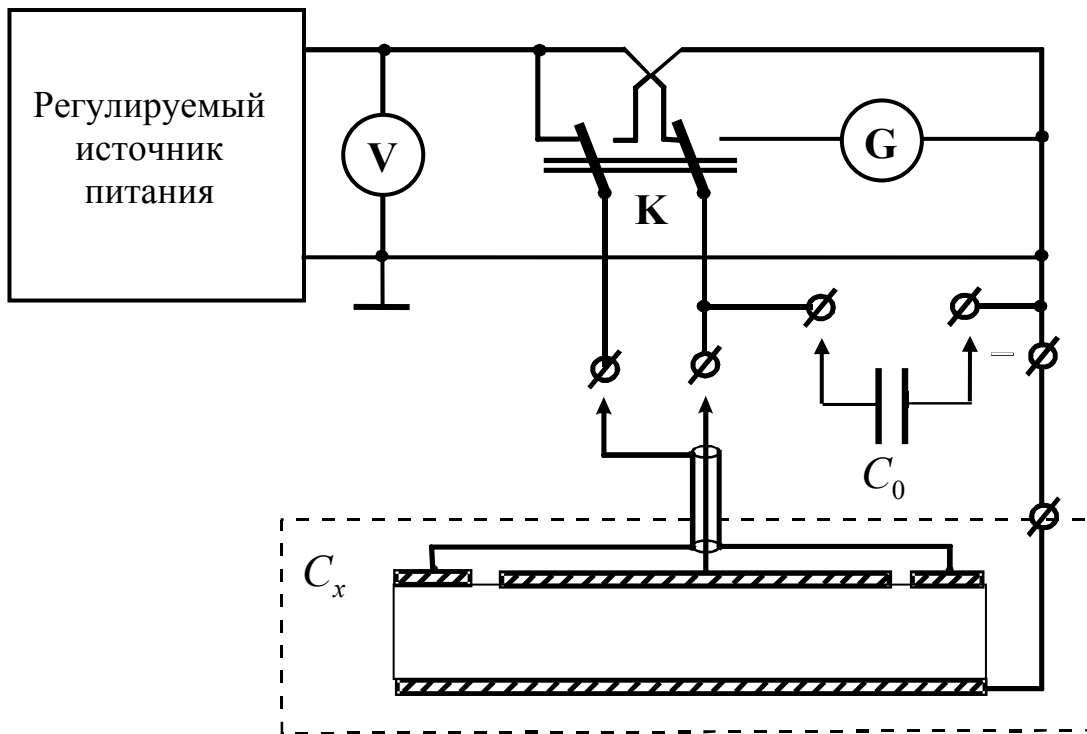 Регулируемый
источник
питания
V
G
K
C₀
Cₓ